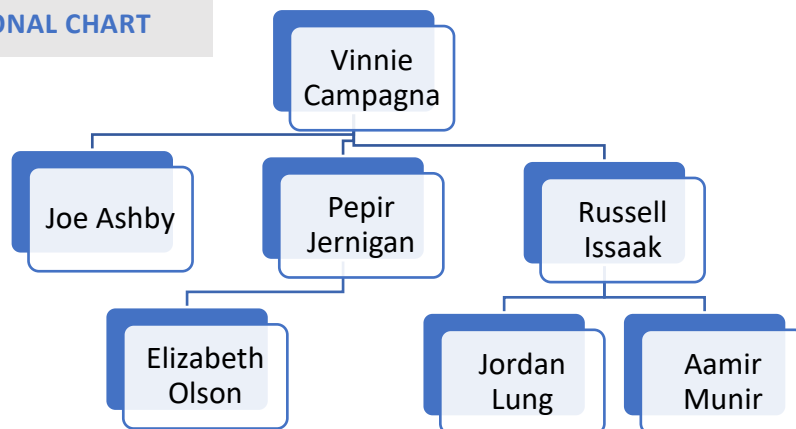 ONAL CHART
Vinnie
Campagna
Joe Ashby
Pepir
Jernigan
Russell
Issaak
Elizabeth
Olson
Jordan
Lung
Aamir
Munir